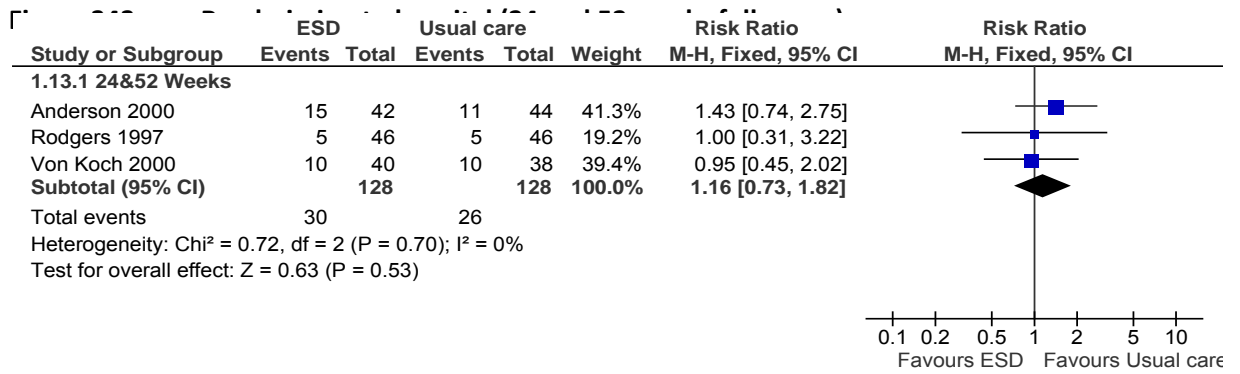 ESD Usual care Risk Ratio Risk Ratio
Study or Subgroup Events Total Events Total Weight M-H, Fixed, 95% CI M-H, Fixed, 95% CI
1.13.1 24&52 Weeks
Anderson 2000 15 42 11 44 41.3% 1.43 [0.74, 2.75]
Rodgers 1997 5 46 5 46 19.2% 1.00 [0.31, 3.22]
Von Koch 2000 10 40 10 38 39.4% 0.95 [0.45, 2.02]
Subtotal (95% CI) 128 128 100.0% 1.16 [0.73, 1.82]
Total events 30 26
Heterogeneity: Chi² = 0.72, df = 2 (P = 0.70); I² = 0%
Test for overall effect: Z = 0.63 (P = 0.53)
0.1 0.2 0.5 1 2 5 10
Favours ESD Favours Usual care